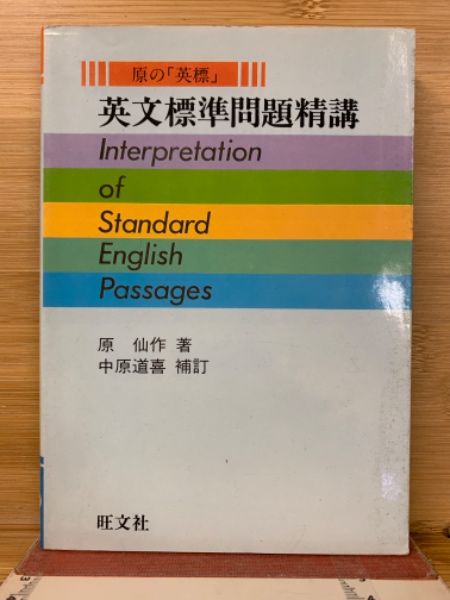 原の「英標」
英文標準問題精講
Interpretation
of
Standard
English
Passages
原 仙作 著
中原道喜 補訂
旺文社